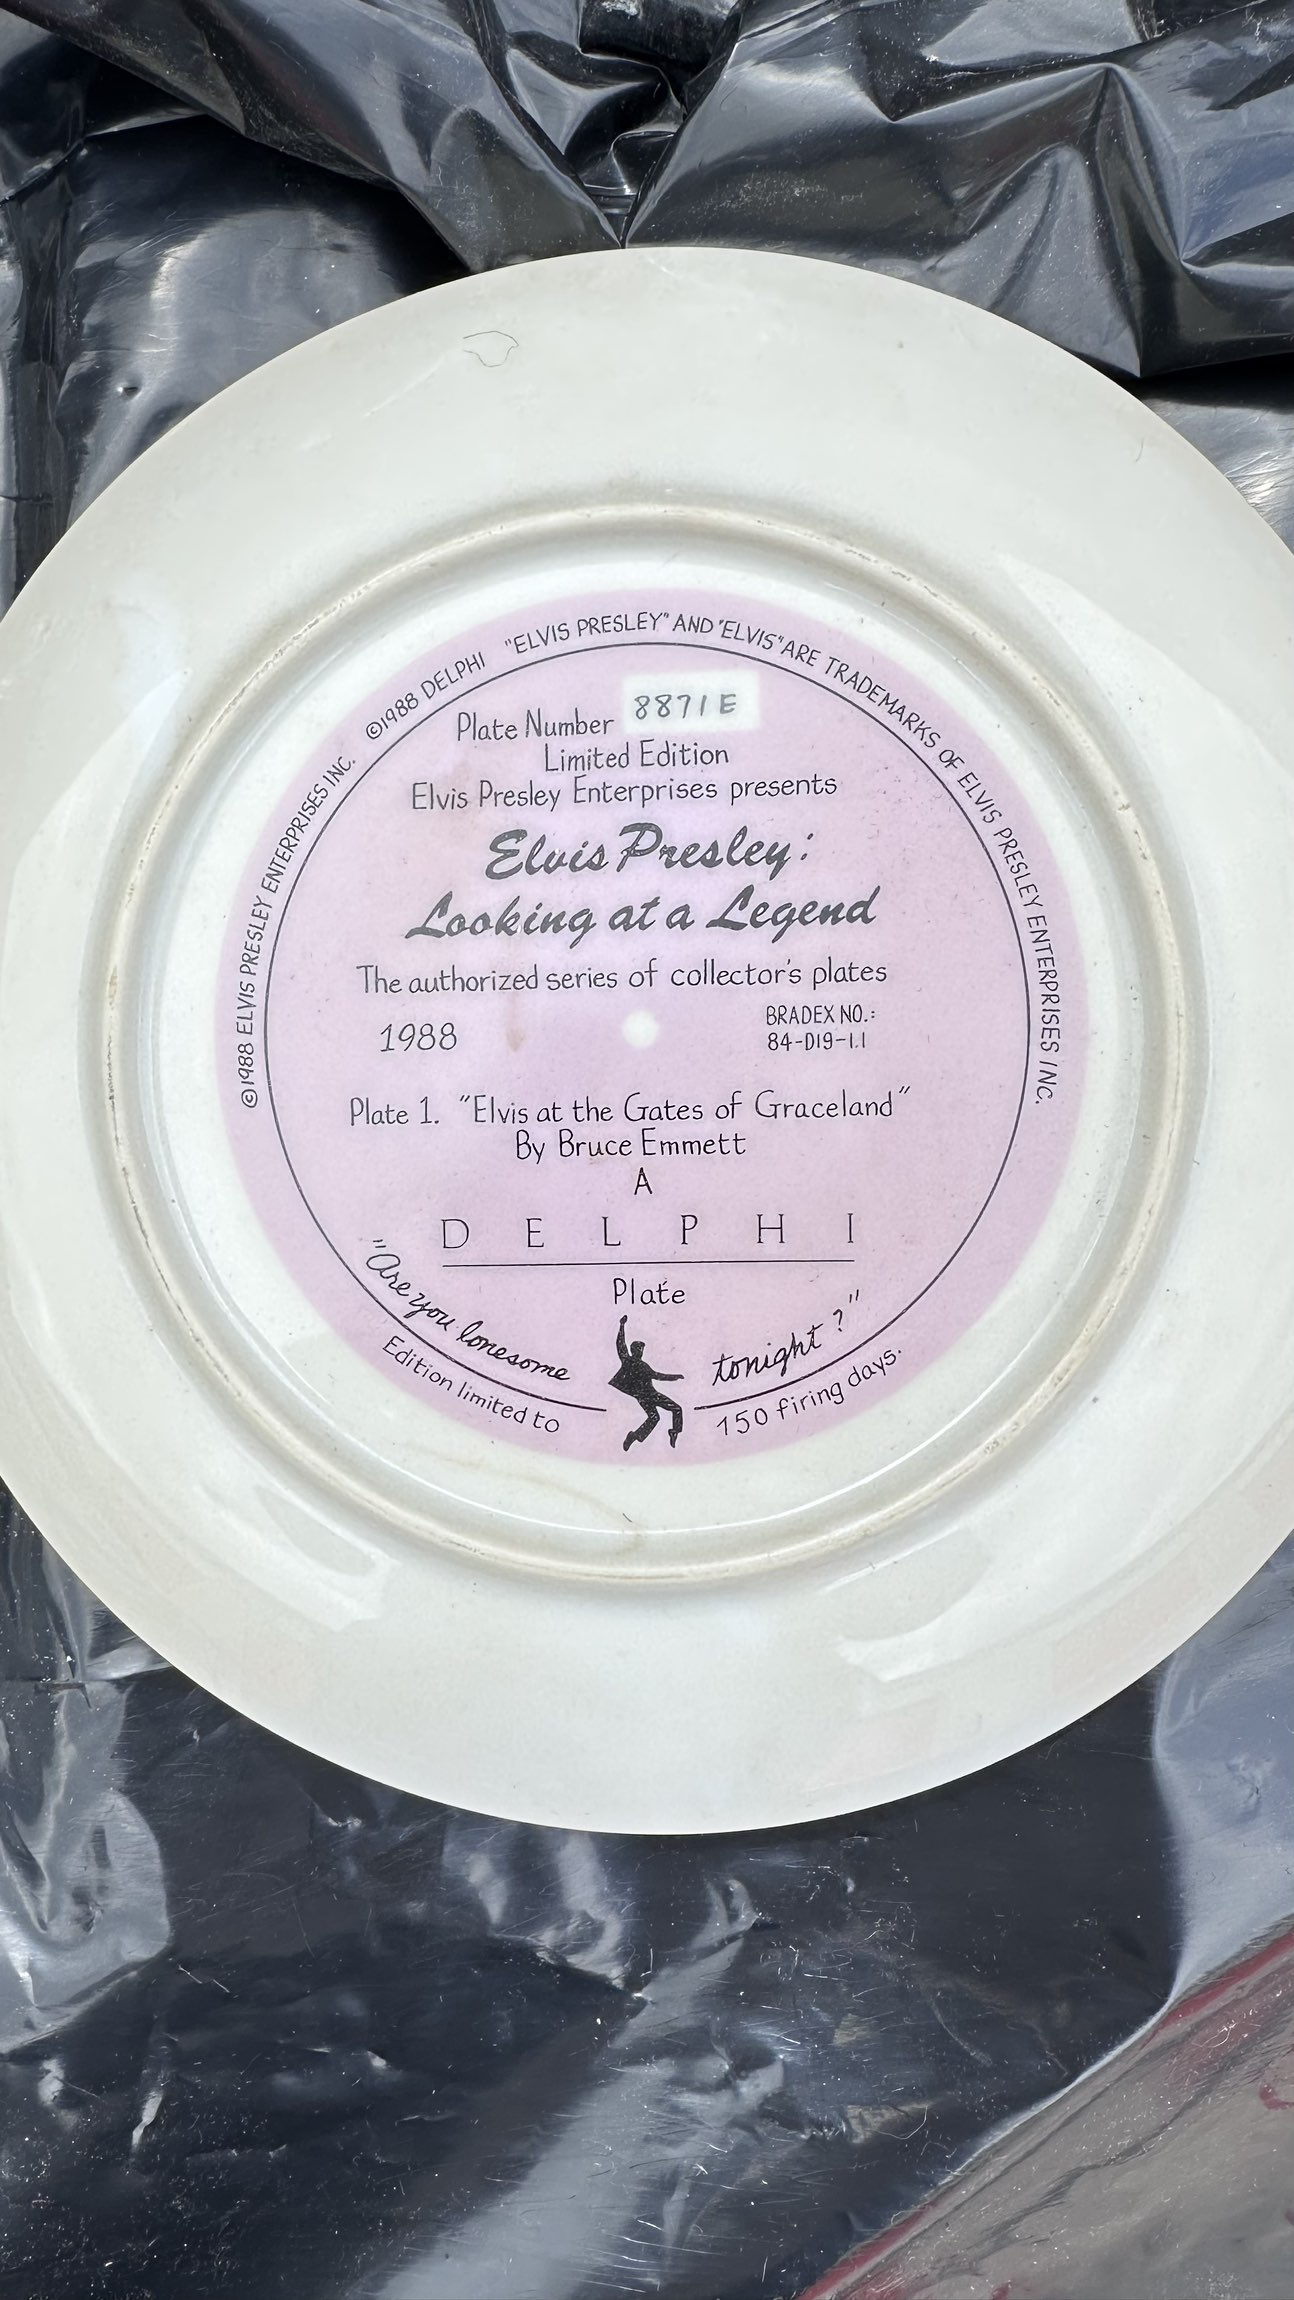 ©1988 ELVIS PRESLEY ENTERPRISES INC. ©1988 DELPHI "ELVIS PRESLEY" AND "ELVIS" ARE TRADEMARKS OF ELVIS PRESLEY ENTERPRISES INC.
Plate Number 8871E
Limited Edition
Elvis Presley Enterprises presents
Elvis Presley:
Looking at a Legend
The authorized series of collector's plates
1988
BRADEX NO.:
84-D19-1.1
Plate 1. "Elvis at the Gates of Graceland"
By Bruce Emmett
A
DELPHI
Plate
"Are you lonesome tonight?"
Edition limited to 150 firing days.